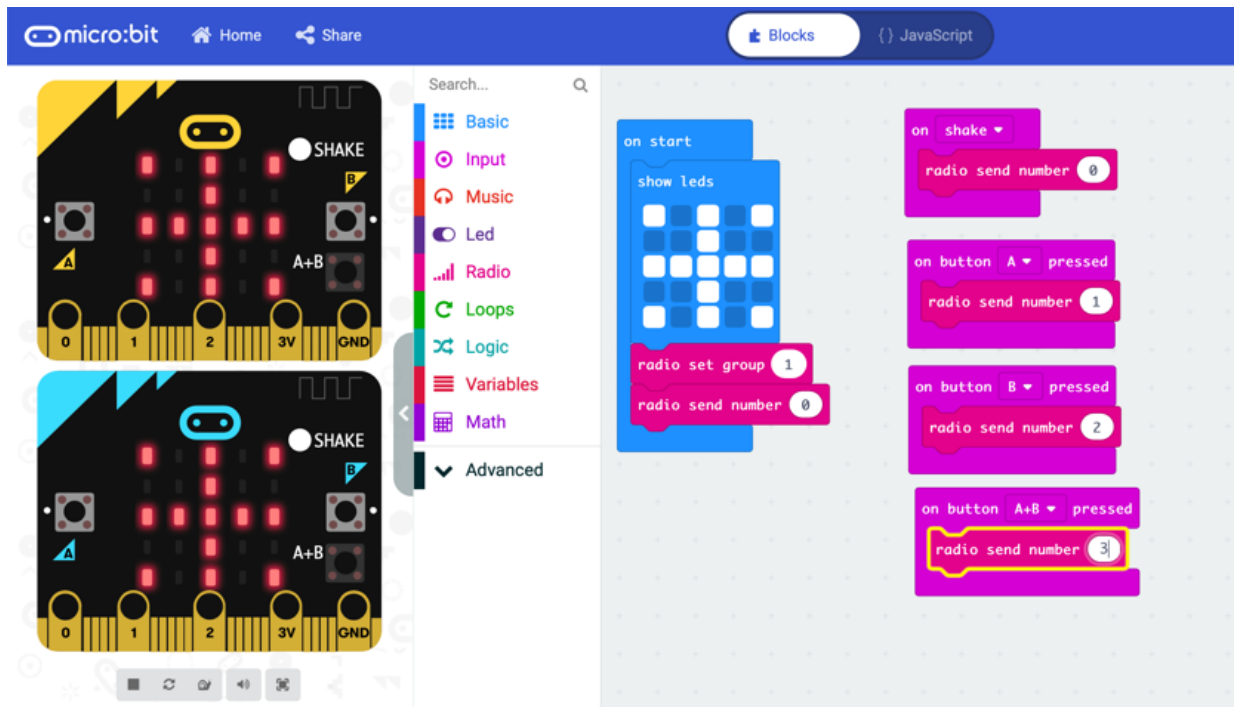 micro:bit Home Share Blocks {} JavaScript
SHAKE
B
A
A+B
0 1 2 3V GND
SHAKE
B
A
A+B
0 1 2 3V GND
Search...
Basic
Input
Music
Led
Radio
Loops
Logic
Variables
Math
Advanced
on start
show leds
radio set group 1
radio send number 0
on shake
radio send number 0
on button A pressed
radio send number 1
on button B pressed
radio send number 2
on button A+B pressed
radio send number 3